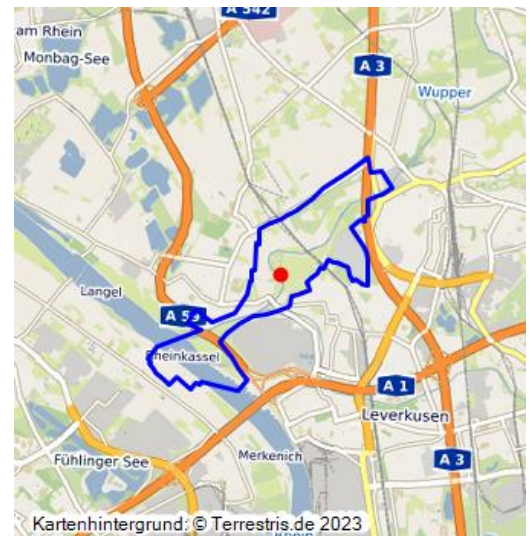 A 542
am Rhein
Monbag-See
A 3
Wupper
Langel
A 59
Rheinkassel
A 1
Leverkusen
Merkenich
A 3
Fühlinger See
Kartenhintergrund: © Terrestris.de 2023